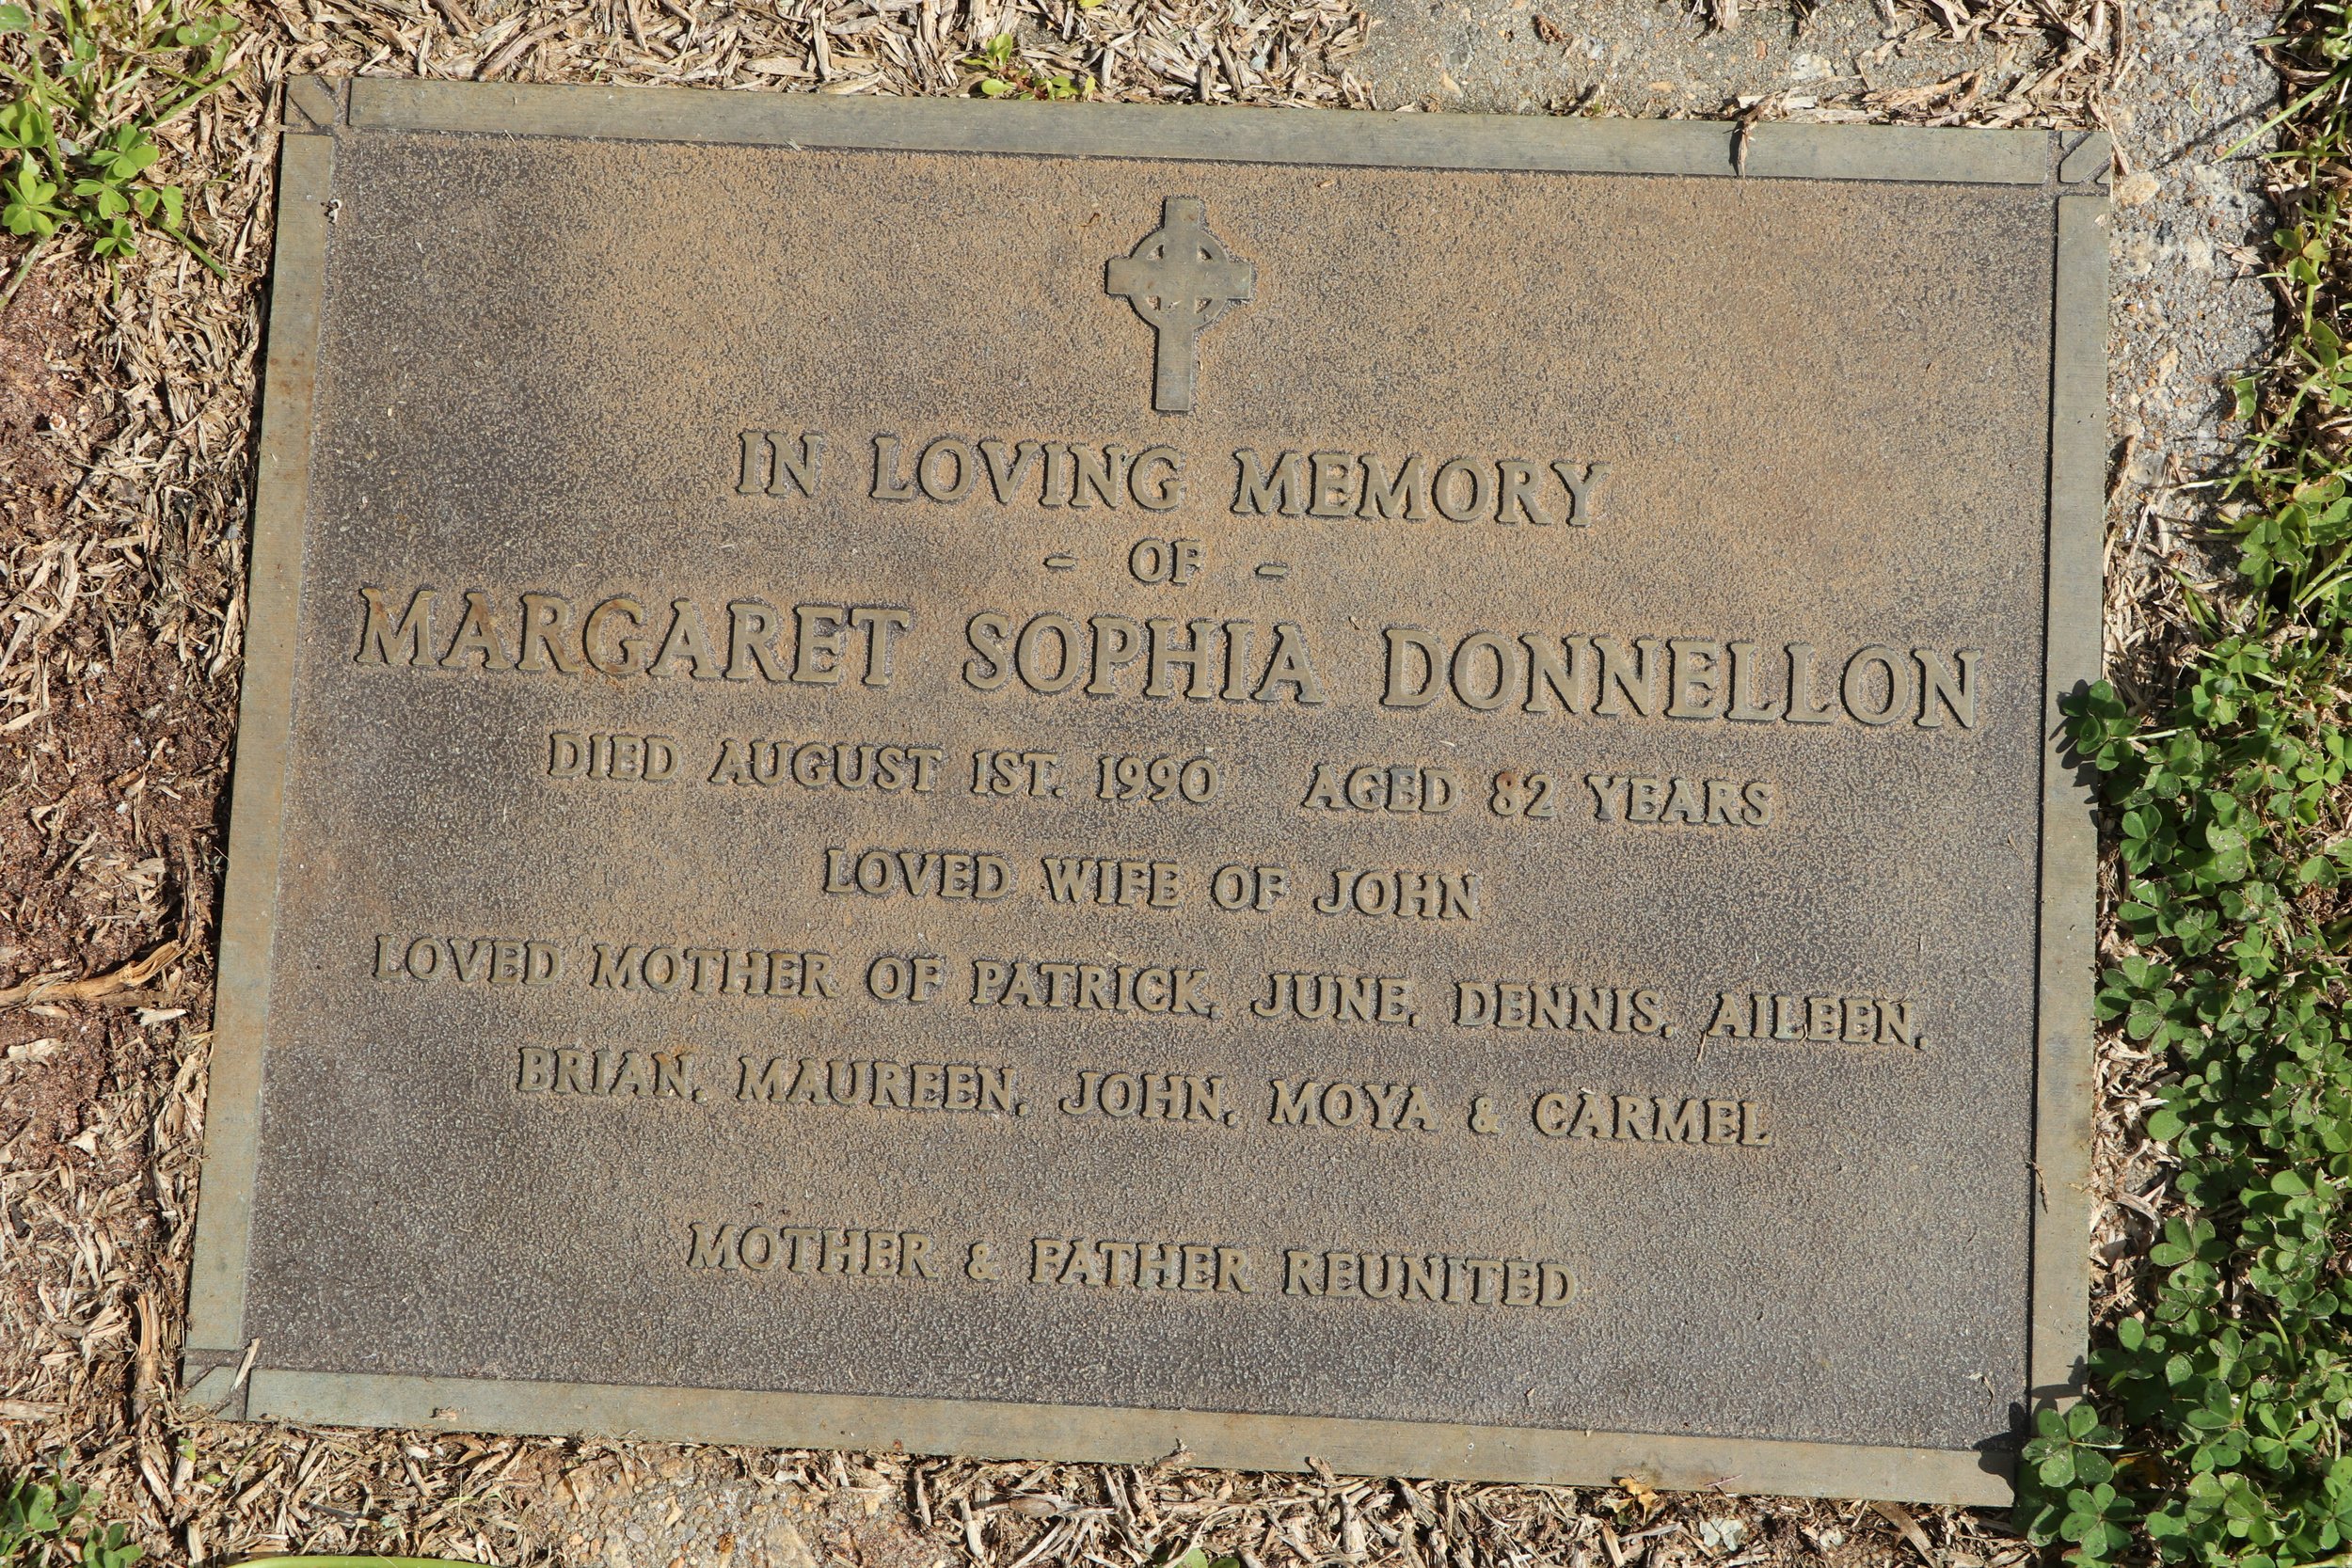 IN LOVING MEMORY
- OF -
MARGARET SOPHIA DONNELLON
DIED AUGUST 1ST. 1990 AGED 82 YEARS
LOVED WIFE OF JOHN
LOVED MOTHER OF PATRICK, JUNE, DENNIS, AILEEN,
BRIAN, MAUREEN, JOHN, MOYA & CARMEL
MOTHER & FATHER REUNITED